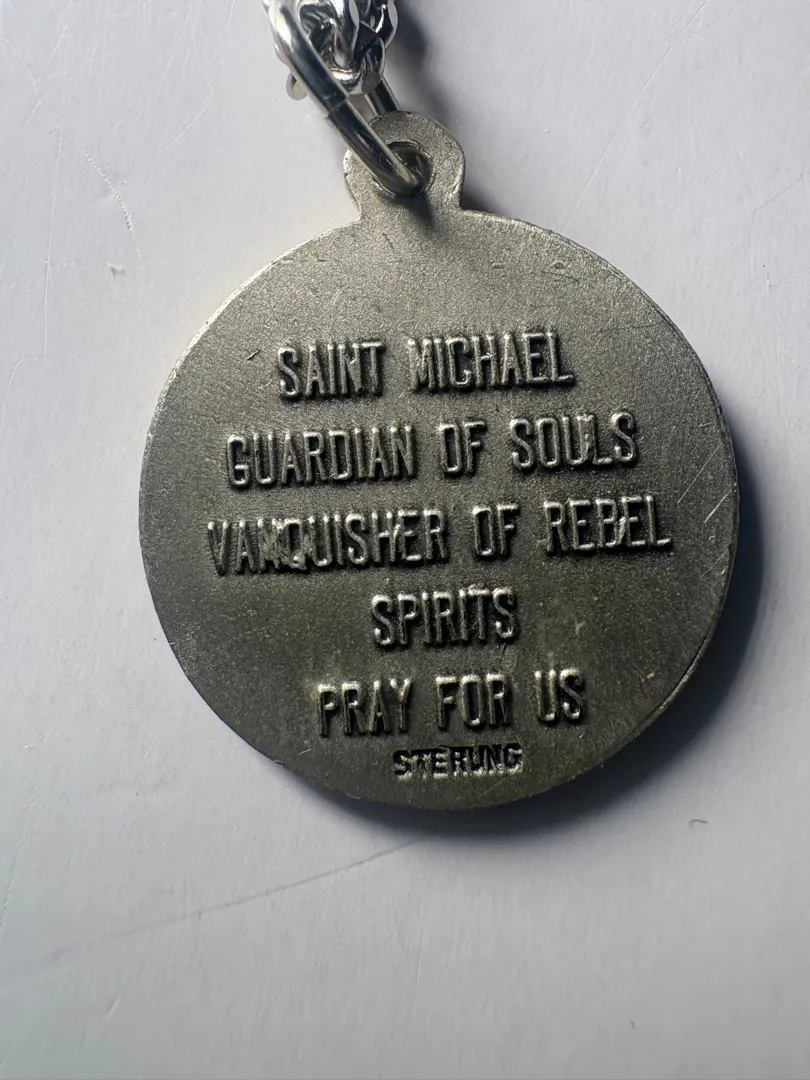 SAINT MICHAEL
GUARDIAN OF SOULS
VANQUISHER OF REBEL
SPIRITS
PRAY FOR US
STERLING